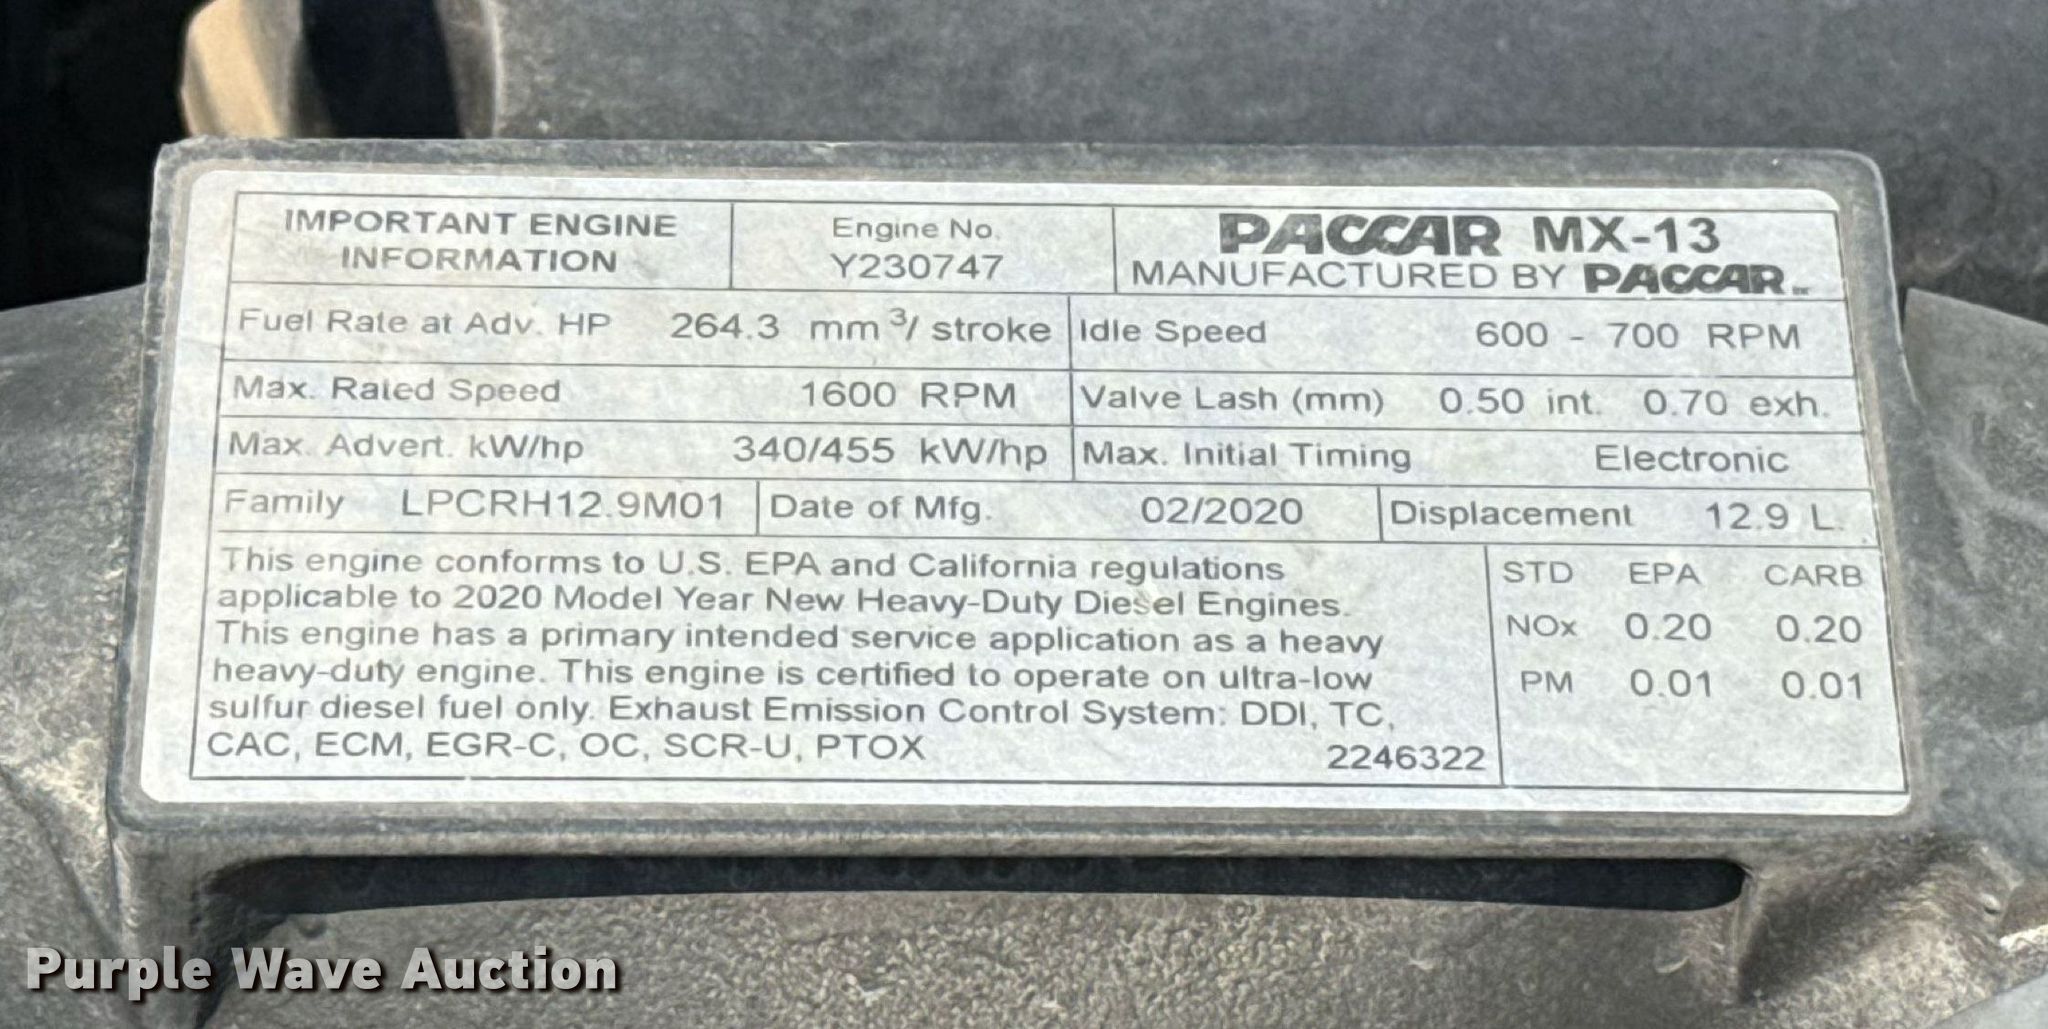 IMPORTANT ENGINE INFORMATION
Engine No. Y230747
PACCAR MX-13
MANUFACTURED BY PACCAR
Fuel Rate at Adv. HP 264.3 mm³/ stroke
Idle Speed 600 - 700 RPM
Max. Rated Speed 1600 RPM
Valve Lash (mm) 0.50 int. 0.70 exh.
Max. Advert. kW/hp 340/455 kW/hp
Max. Initial Timing Electronic
Family LPCRH12.9M01
Date of Mfg. 02/2020
Displacement 12.9 L.
This engine conforms to U.S. EPA and California regulations
applicable to 2020 Model Year New Heavy-Duty Diesel Engines.
This engine has a primary intended service application as a heavy
heavy-duty engine. This engine is certified to operate on ultra-low
sulfur diesel fuel only. Exhaust Emission Control System: DDI, TC,
CAC, ECM, EGR-C, OC, SCR-U, PTOX 2246322
STD EPA CARB
NOx 0.20 0.20
PM 0.01 0.01
Purple Wave Auction